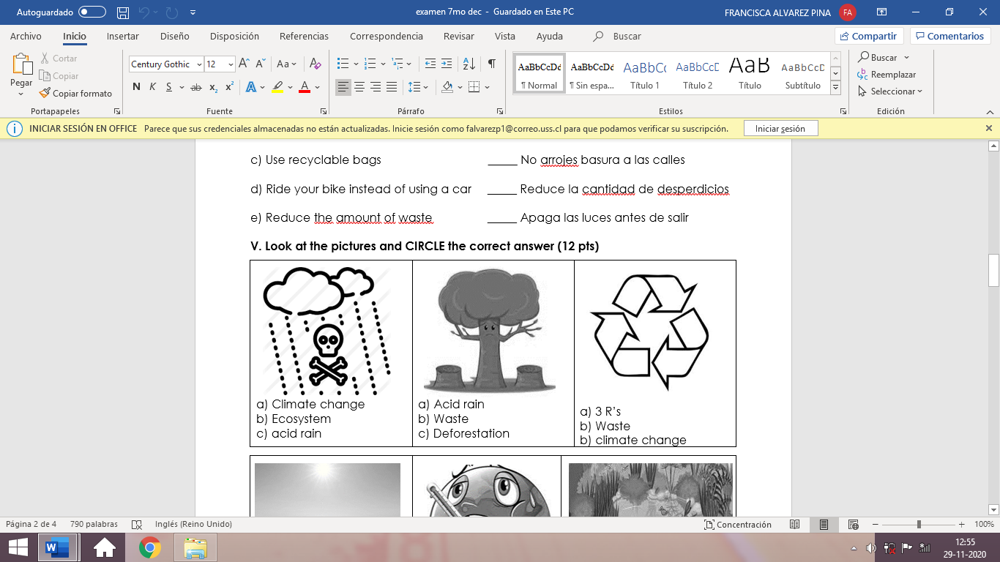 Autoguardado
examen 7mo dec - Guardado en Este PC
FRANCISCA ALVAREZ PINA FA
Archivo Inicio Insertar Diseño Disposición Referencias Correspondencia Revisar Vista Ayuda Buscar
Compartir Comentarios
Pegar
Cortar
Copiar
Copiar formato
Portapapeles
Century Gothic 12
N K S ab x₂ x²
Fuente
Párrafo
AaBbCcDd AaBbCcDd AaBbCc AaBbCcD AaB AaBbCcD
¶ Normal ¶ Sin espa... Título 1 Título 2 Título Subtítulo
Estilos
Buscar
Reemplazar
Seleccionar
Edición
INICIAR SESIÓN EN OFFICE Parece que sus credenciales almacenadas no están actualizadas. Inicie sesión como falvarezp1@correo.uss.cl para que podamos verificar su suscripción. Iniciar sesión
c) Use recyclable bags _____ No arrojes basura a las calles
d) Ride your bike instead of using a car _____ Reduce la cantidad de desperdicios
e) Reduce the amount of waste _____ Apaga las luces antes de salir
V. Look at the pictures and CIRCLE the correct answer (12 pts)
a) Climate change
b) Ecosystem
c) acid rain
a) Acid rain
b) Waste
c) Deforestation
a) 3 R's
b) Waste
b) climate change
Página 2 de 4 790 palabras Inglés (Reino Unido) Concentración 100%
12:55
29-11-2020